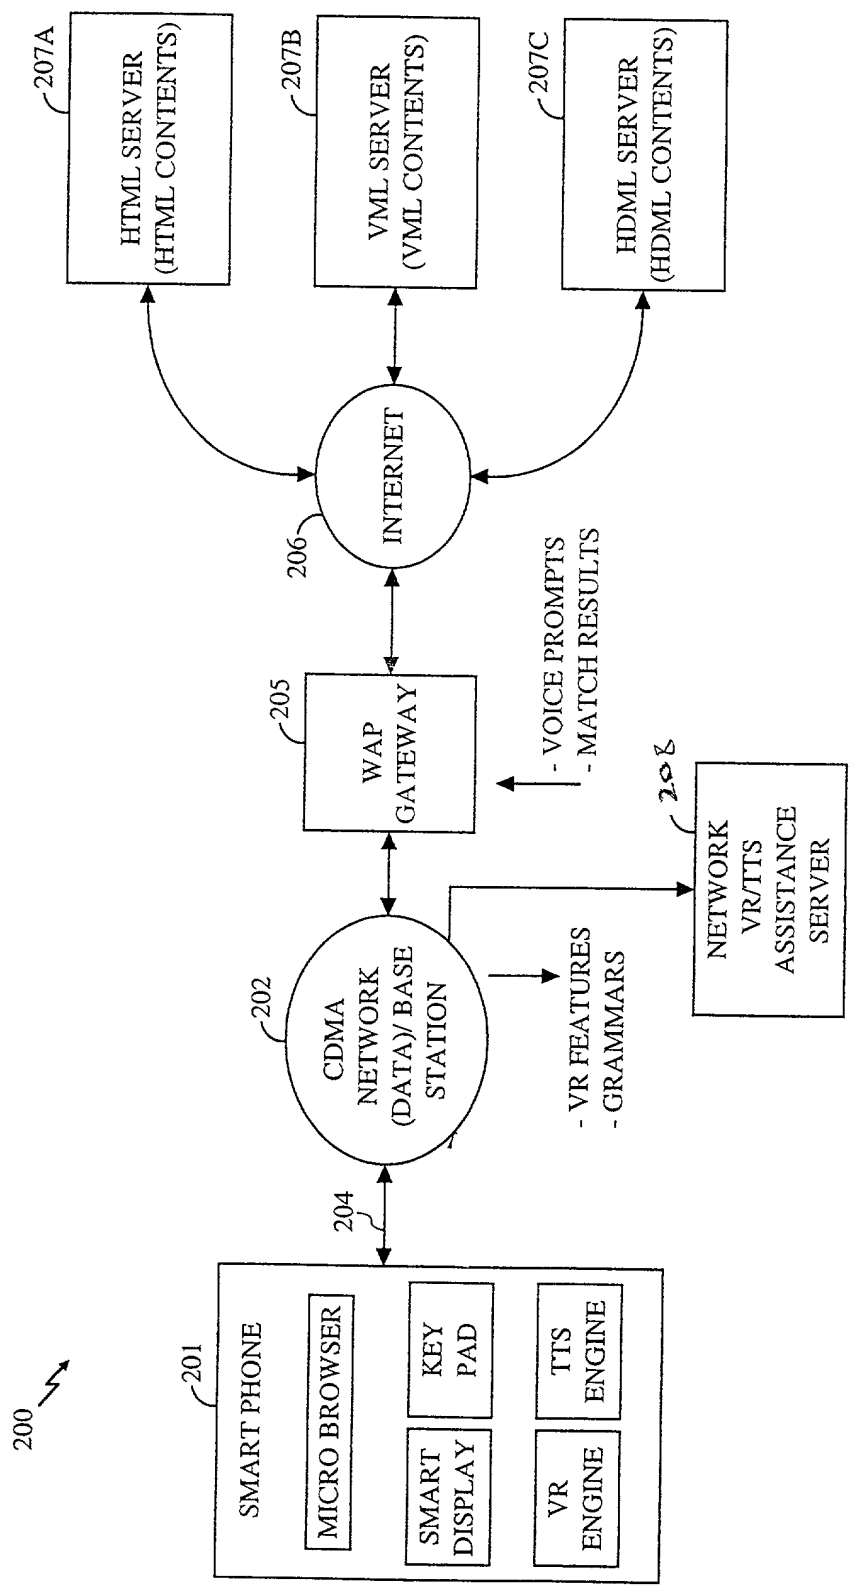 200
201
SMART PHONE
MICRO BROWSER
SMART
DISPLAY
KEY
PAD
VR
ENGINE
TTS
ENGINE
204
202
CDMA
NETWORK
(DATA)/ BASE
STATION
- VR FEATURES
- GRAMMARS
205
WAP
GATEWAY
- VOICE PROMPTS
- MATCH RESULTS
208
NETWORK
VR/TTS
ASSISTANCE
SERVER
206
INTERNET
207A
HTML SERVER
(HTML CONTENTS)
207B
VML SERVER
(VML CONTENTS)
207C
HDML SERVER
(HDML CONTENTS)